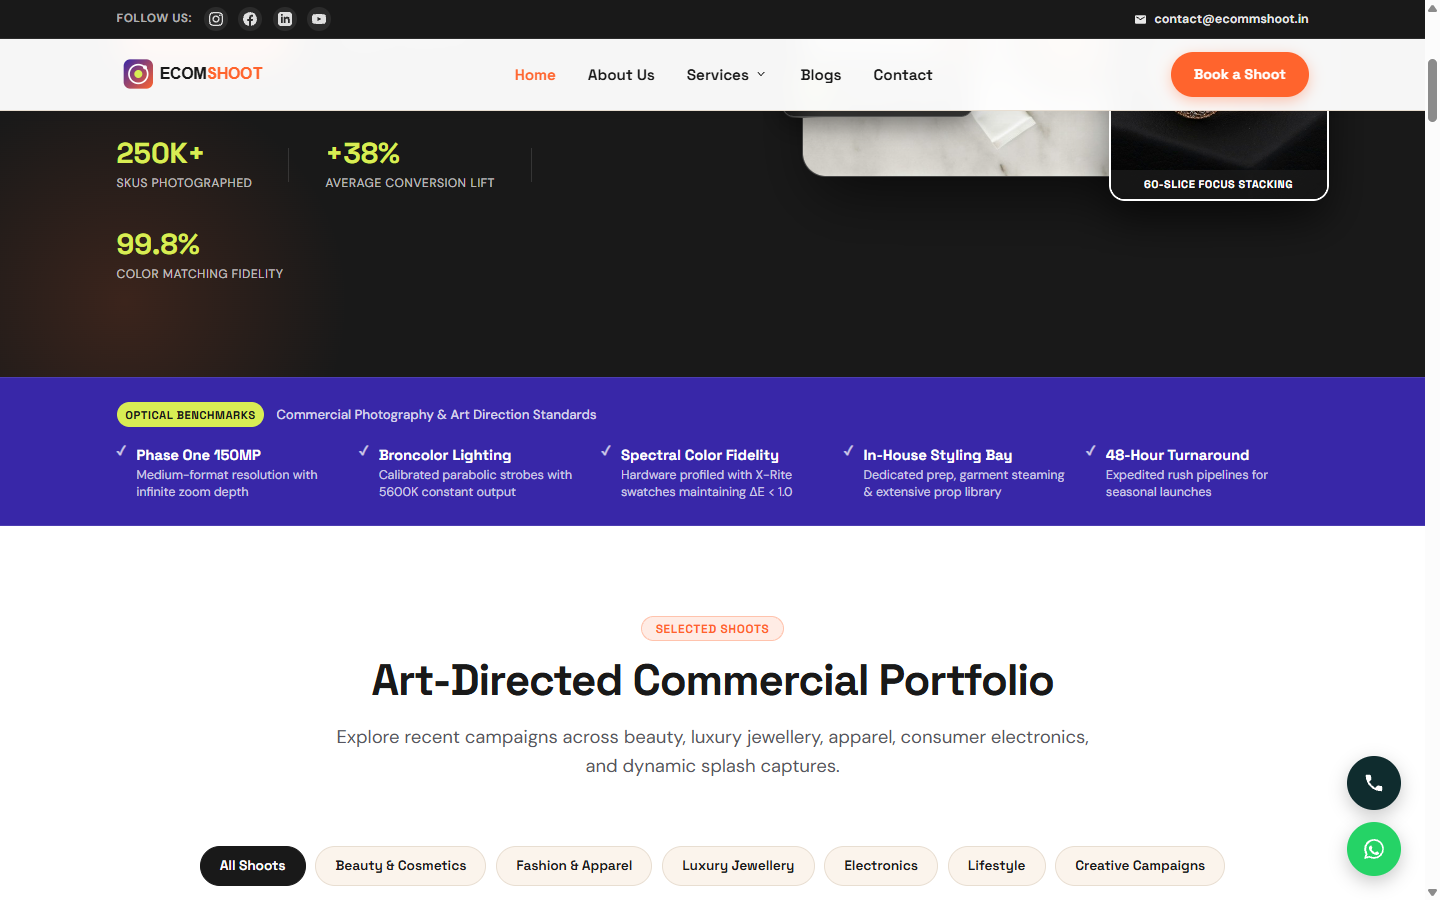 FOLLOW US:
contact@ecommshoot.in
ECOMSHOOT
Home
About Us
Services
Blogs
Contact
Book a Shoot
250K+
SKUS PHOTOGRAPHED
+38%
AVERAGE CONVERSION LIFT
99.8%
COLOR MATCHING FIDELITY
60-SLICE FOCUS STACKING
OPTICAL BENCHMARKS
Commercial Photography & Art Direction Standards
Phase One 150MP
Medium-format resolution with
infinite zoom depth
Broncolor Lighting
Calibrated parabolic strobes with
5600K constant output
Spectral Color Fidelity
Hardware profiled with X-Rite
swatches maintaining ΔE < 1.0
In-House Styling Bay
Dedicated prep, garment steaming
& extensive prop library
48-Hour Turnaround
Expedited rush pipelines for
seasonal launches
SELECTED SHOOTS
Art-Directed Commercial Portfolio
Explore recent campaigns across beauty, luxury jewellery, apparel, consumer electronics,
and dynamic splash captures.
All Shoots
Beauty & Cosmetics
Fashion & Apparel
Luxury Jewellery
Electronics
Lifestyle
Creative Campaigns